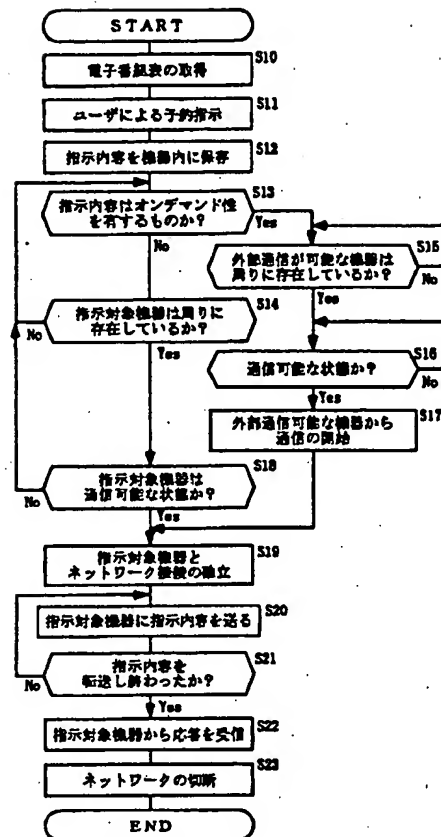 START
S10
電子番組表の取得
S11
ユーザによる予約指示
S12
指示内容を機器内に保存
S13
指示内容はオンデマンド性
を有するものか?
Yes
No
S15
外部通信が可能な機器は
周りに存在しているか?
No
Yes
S14
指示対象機器は周りに
存在しているか?
No
Yes
S16
通信可能な状態か?
No
Yes
S17
外部通信可能な機器から
通信の開始
S18
指示対象機器は
通信可能な状態か?
No
Yes
S19
指示対象機器と
ネットワーク接続の確立
S20
指示対象機器に指示内容を送る
S21
指示内容を
転送し終わったか?
No
Yes
S22
指示対象機器から応答を受信
S23
ネットワークの切断
END